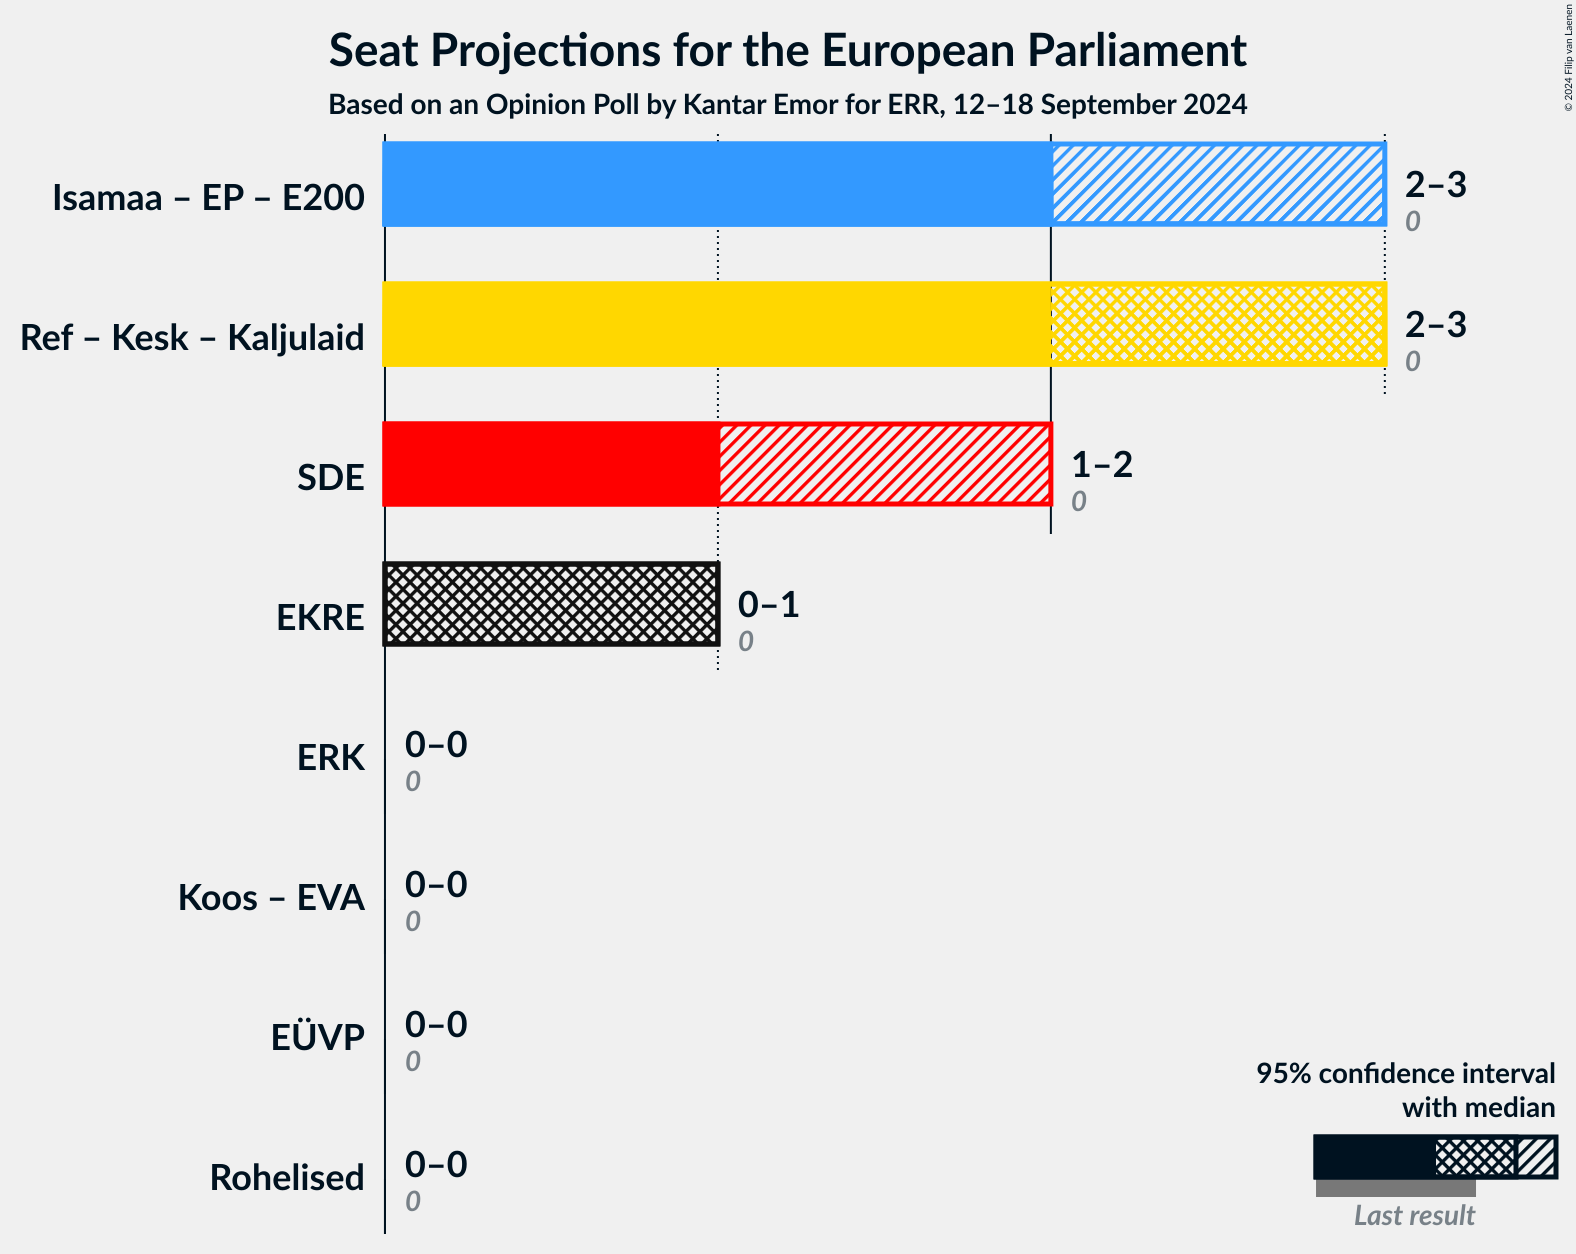 Seat Projections for the European Parliament
Based on an Opinion Poll by Kantar Emor for ERR, 12–18 September 2024
© 2024 Filip van Laenen
Isamaa – EP – E200
2–3
0
Ref – Kesk – Kaljulaid
2–3
0
SDE
1–2
0
EKRE
0–1
0
ERK
0–0
0
Koos – EVA
0–0
0
EÜVP
0–0
0
Rohelised
0–0
0
95% confidence interval
with median
Last result